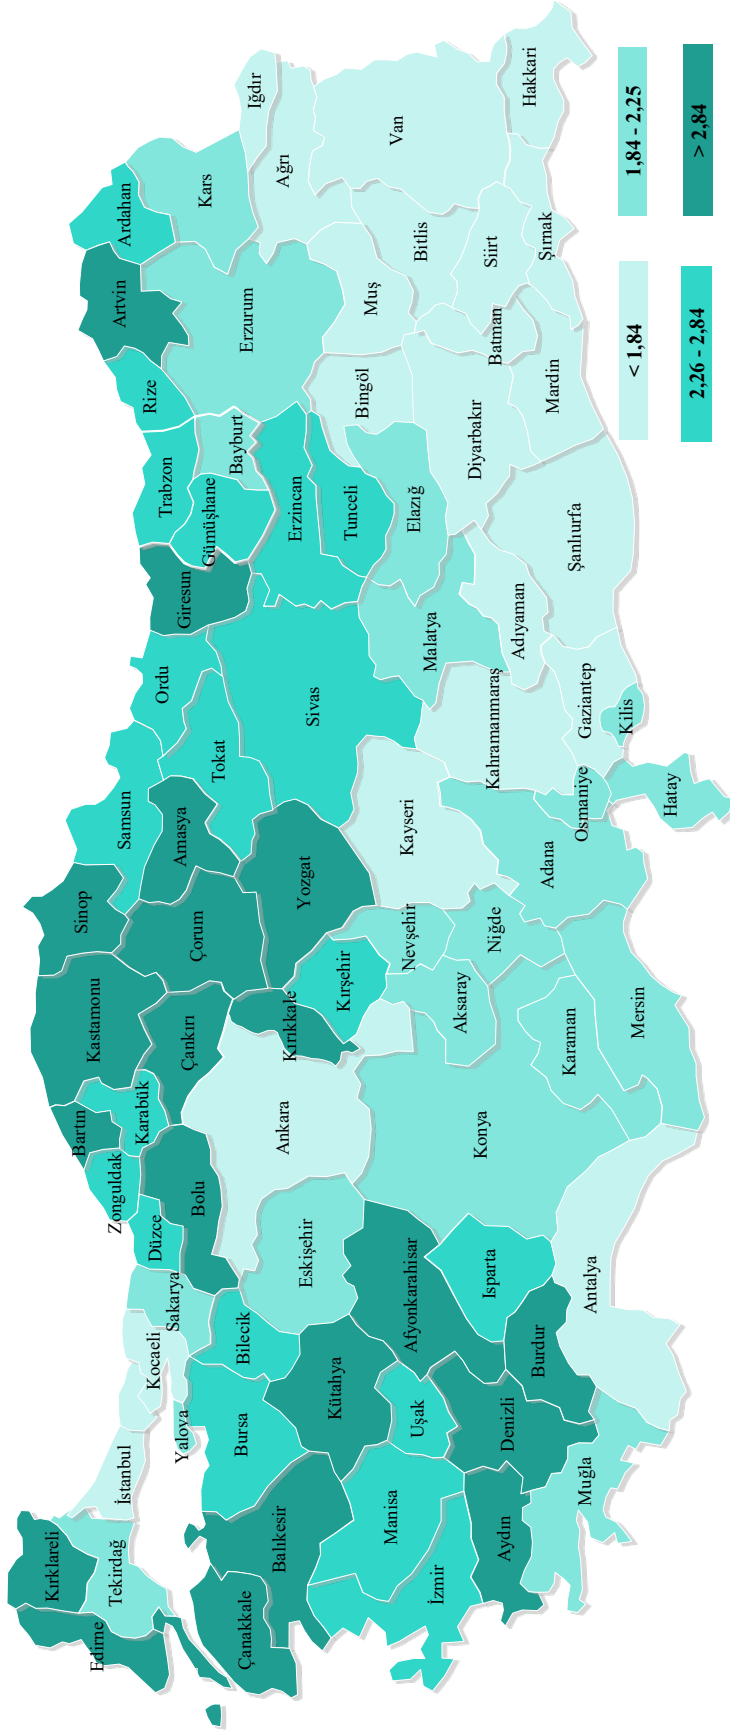 Kırklareli
Edirne
Tekirdağ
İstanbul
Kocaeli
Yalova
Sakarya
Düzce
Zonguldak
Bartın
Karabük
Kastamonu
Sinop
Samsun
Ordu
Giresun
Trabzon
Rize
Artvin
Ardahan
Çanakkale
Balıkesir
Bursa
Bilecik
Bolu
Çankırı
Çorum
Amasya
Tokat
Gümüşhane
Bayburt
Erzurum
Kars
Iğdır
Ağrı
Kütahya
Eskişehir
Ankara
Kırıkkale
Kırşehir
Yozgat
Sivas
Erzincan
Tunceli
Bingöl
Muş
Van
İzmir
Manisa
Uşak
Afyonkarahisar
Konya
Aksaray
Nevşehir
Niğde
Kayseri
Malatya
Elazığ
Diyarbakır
Batman
Bitlis
Siirt
Şırnak
Hakkari
Aydın
Denizli
Isparta
Burdur
Muğla
Antalya
Karaman
Mersin
Adana
Osmaniye
Hatay
Kahramanmaraş
Gaziantep
Kilis
Adıyaman
Şanlıurfa
Mardin
< 1,84
1,84 - 2,25
2,26 - 2,84
> 2,84